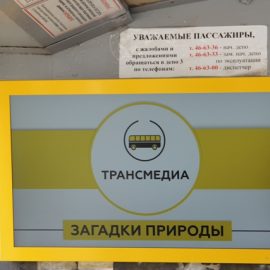 УВАЖАЕМЫЕ ПАССАЖИРЫ,
с жалобами и
предложениями
обращаться в депо 3
по телефонам:
т. 46-63-36 - нач. депо
т. 46-63-33 - зам. нач. депо
по эксплуатации
т. 46-63-00 - диспетчер
ТРАНСМЕДИА
ЗАГАДКИ ПРИРОДЫ